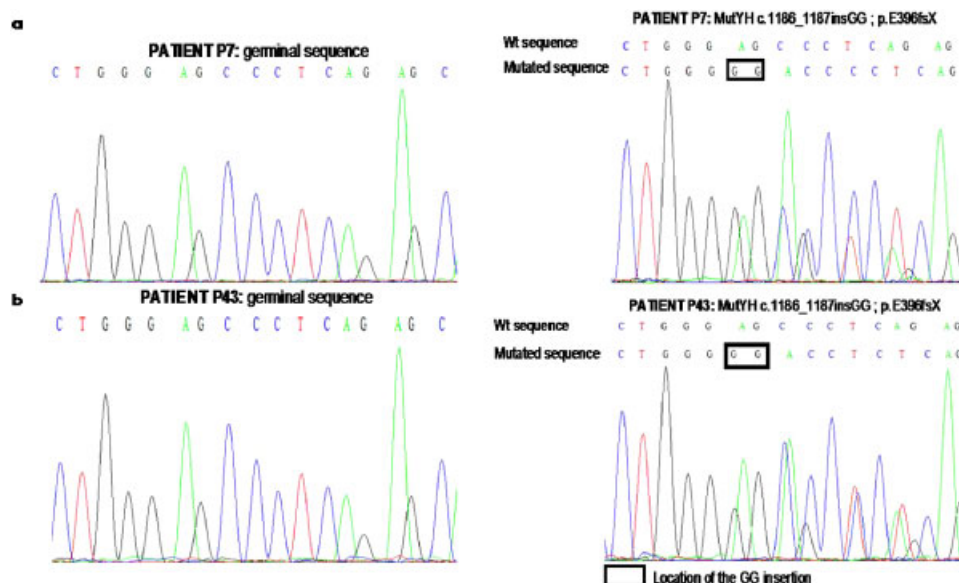 a
PATIENT P7: germinal sequence
C T G G G A G C C C T C A G A G C
PATIENT P7: MutYH c.1186_1187insGG ; p.E396fsX
Wt sequence C T G G G A G C C C T C A G A G
Mutated sequence C T G G G G G A C C C C T C A G
b
PATIENT P43: germinal sequence
C T G G G A G C C C T C A G A G C
PATIENT P43: MutYH c.1186_1187insGG ; p.E396fsX
Wt sequence C T G G G A G C C C T C A G A G
Mutated sequence C T G G G G G A C C T C T C A G
Location of the GG insertion